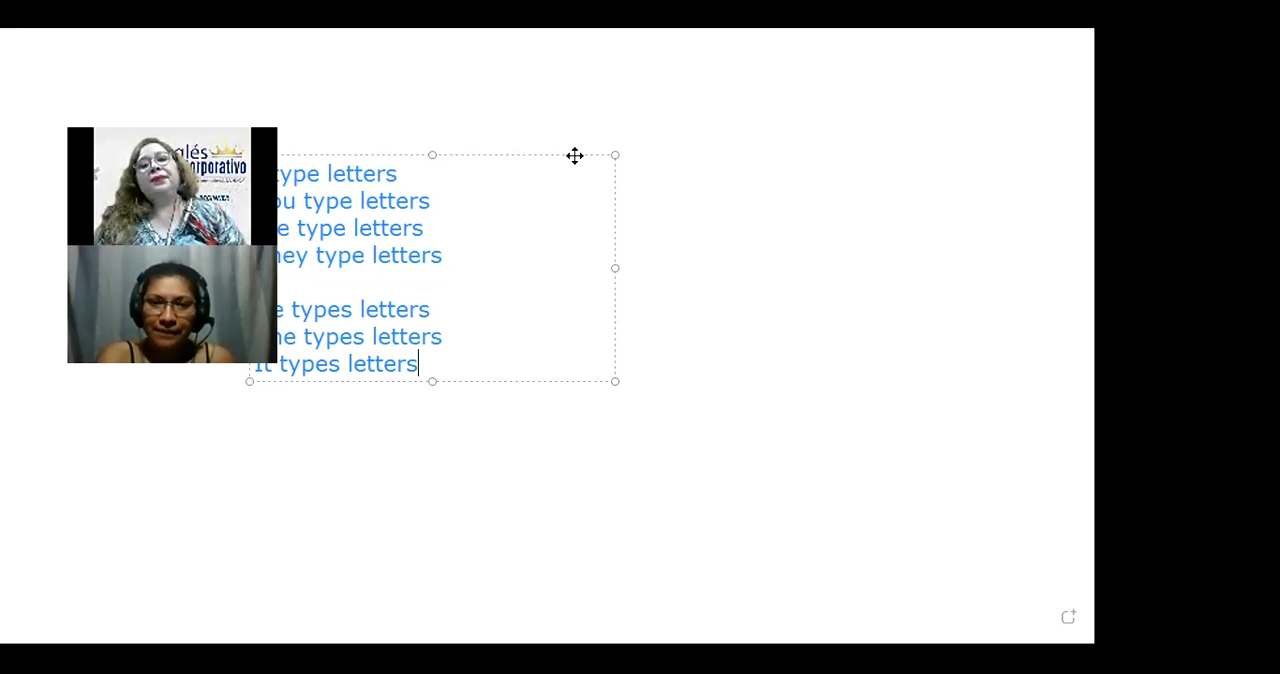 glés
rporativo
type letters
ou type letters
e type letters
hey type letters
e types letters
he types letters
It types letters